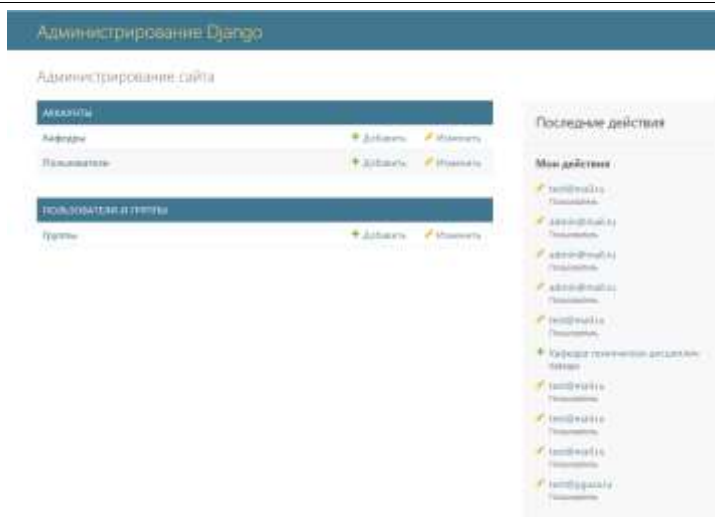 Администрирование Django
Администрирование сайта
АККАУНТЫ
Кафедры
Добавить
Изменить
Пользователи
Добавить
Изменить
ПОЛЬЗОВАТЕЛИ И ГРУППЫ
Группы
Добавить
Изменить
Последние действия
Мои действия
test@mail.ru
Пользователь
admin@mail.ru
Пользователь
admin@mail.ru
Пользователь
admin@mail.ru
Пользователь
test@mail.ru
Пользователь
Кафедра технических дисциплин
Кафедра
test@mail.ru
Пользователь
test@mail.ru
Пользователь
test@mail.ru
Пользователь
Пользователь